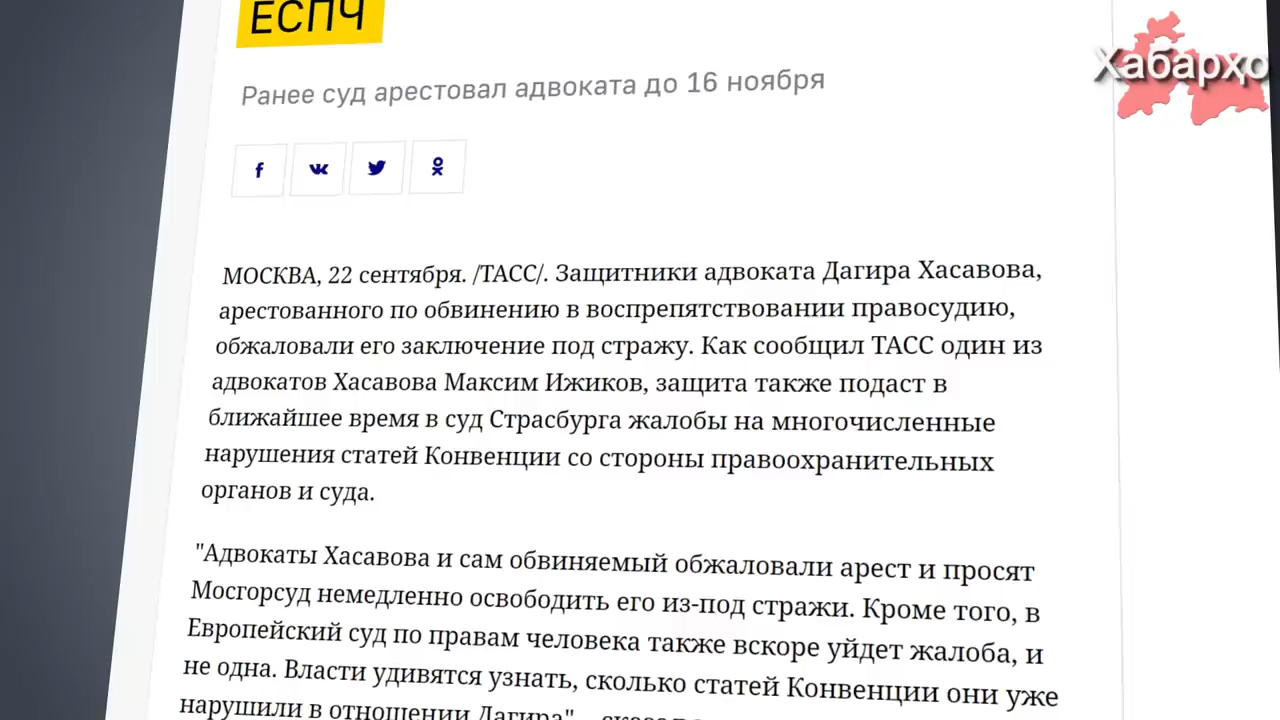 ЕСПЧ
Хабарҳо
Ранее суд арестовал адвоката до 16 ноября
МОСКВА, 22 сентября. /ТАСС/. Защитники адвоката Дагира Хасавова,
арестованного по обвинению в воспрепятствовании правосудию,
обжаловали его заключение под стражу. Как сообщил ТАСС один из
адвокатов Хасавова Максим Ижиков, защита также подаст в
ближайшее время в суд Страсбурга жалобы на многочисленные
нарушения статей Конвенции со стороны правоохранительных
органов и суда.
"Адвокаты Хасавова и сам обвиняемый обжаловали арест и просят
Мосгорсуд немедленно освободить его из-под стражи. Кроме того, в
Европейский суд по правам человека также вскоре уйдет жалоба, и
не одна. Власти удивятся узнать, сколько статей Конвенции они уже
нарушили в отношении Дагира"